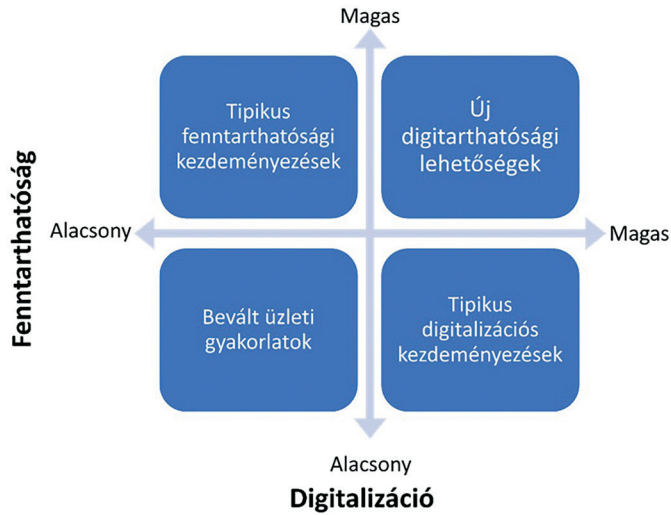 Magas
Tipikus
fenntarthatósági
kezdeményezések
Új
digitarthatósági
lehetőségek
Fenntarthatóság
Alacsony
Magas
Bevált üzleti
gyakorlatok
Tipikus
digitalizációs
kezdeményezések
Alacsony
Digitalizáció